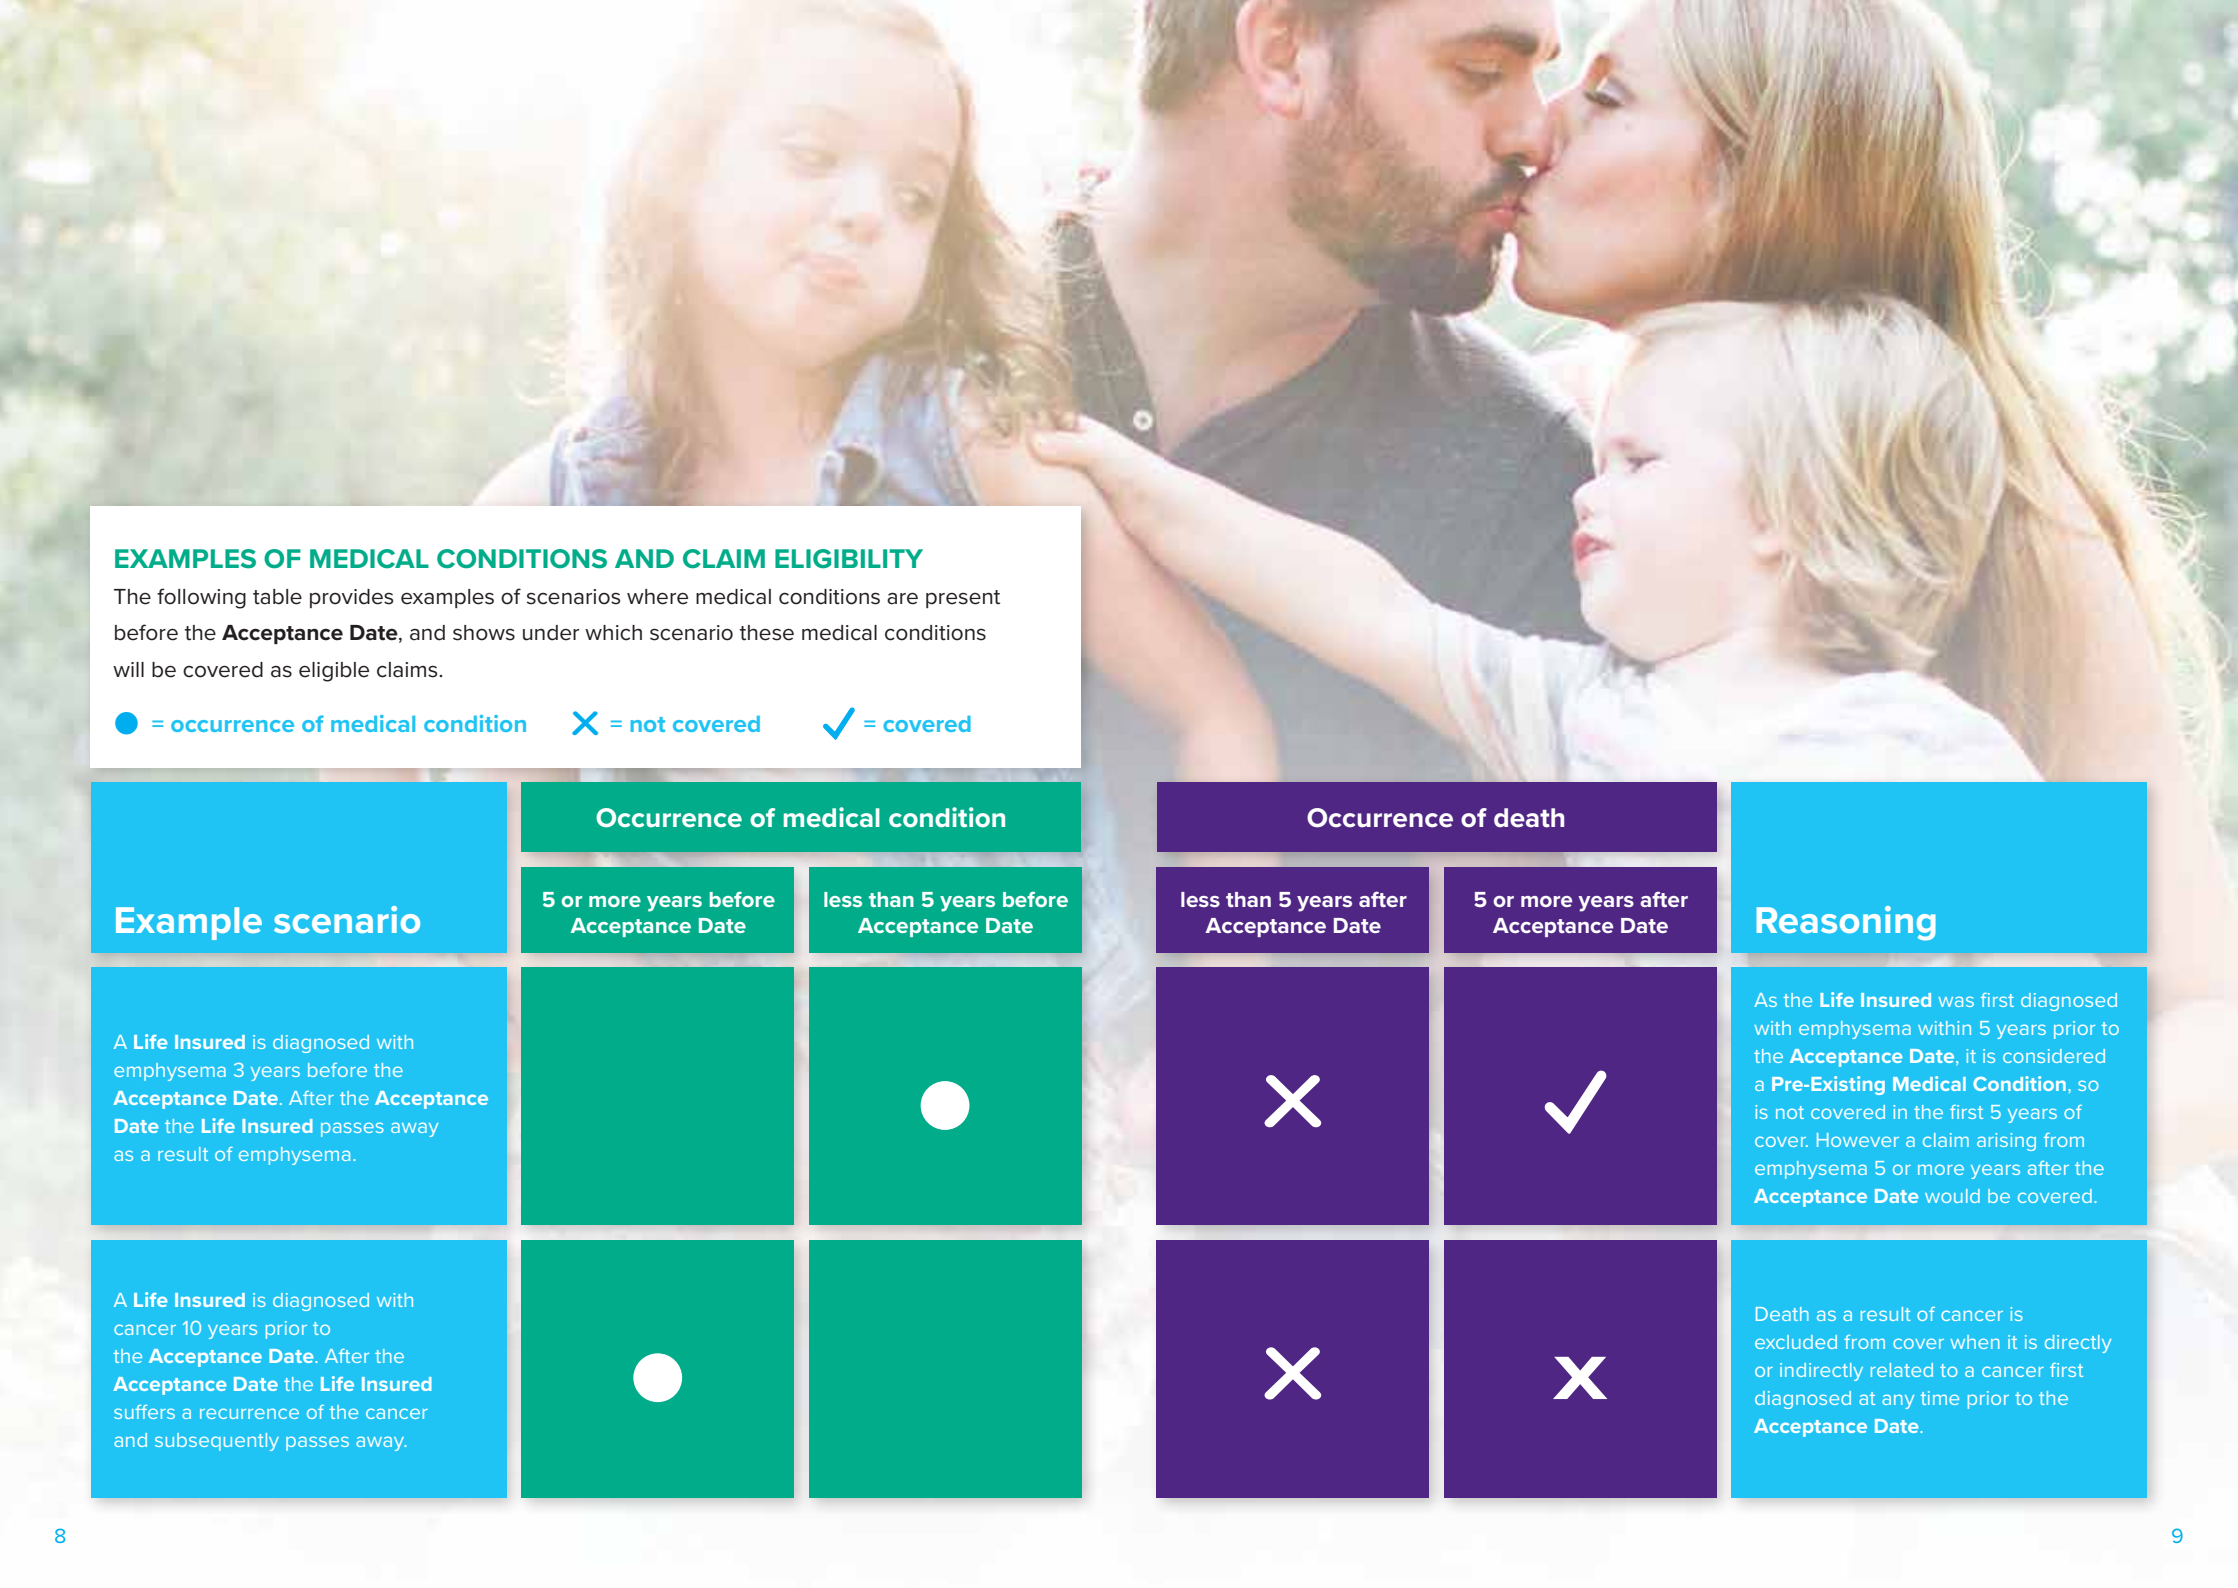 EXAMPLES OF MEDICAL CONDITIONS AND CLAIM ELIGIBILITY
The following table provides examples of scenarios where medical conditions are present
before the Acceptance Date, and shows under which scenario these medical conditions
will be covered as eligible claims.
= occurrence of medical condition
= not covered
= covered
Example scenario
Occurrence of medical condition
5 or more years before
Acceptance Date
less than 5 years before
Acceptance Date
Occurrence of death
less than 5 years after
Acceptance Date
5 or more years after
Acceptance Date
Reasoning
A Life Insured is diagnosed with
emphysema 3 years before the
Acceptance Date. After the Acceptance
Date the Life Insured passes away
as a result of emphysema.
As the Life Insured was first diagnosed
with emphysema within 5 years prior to
the Acceptance Date, it is considered
a Pre-Existing Medical Condition, so
is not covered in the first 5 years of
cover. However a claim arising from
emphysema 5 or more years after the
Acceptance Date would be covered.
A Life Insured is diagnosed with
cancer 10 years prior to
the Acceptance Date. After the
Acceptance Date the Life Insured
suffers a recurrence of the cancer
and subsequently passes away.
Death as a result of cancer is
excluded from cover when it is directly
or indirectly related to a cancer first
diagnosed at any time prior to the
Acceptance Date.
8
9